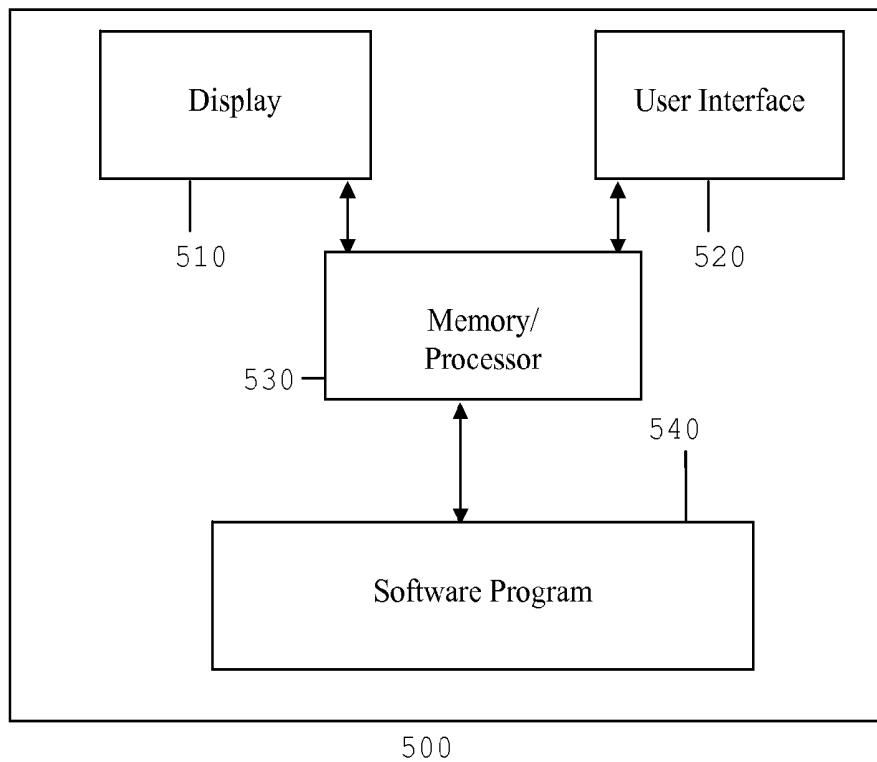 Display
User Interface
510
520
Memory/
Processor
530
540
Software Program
500